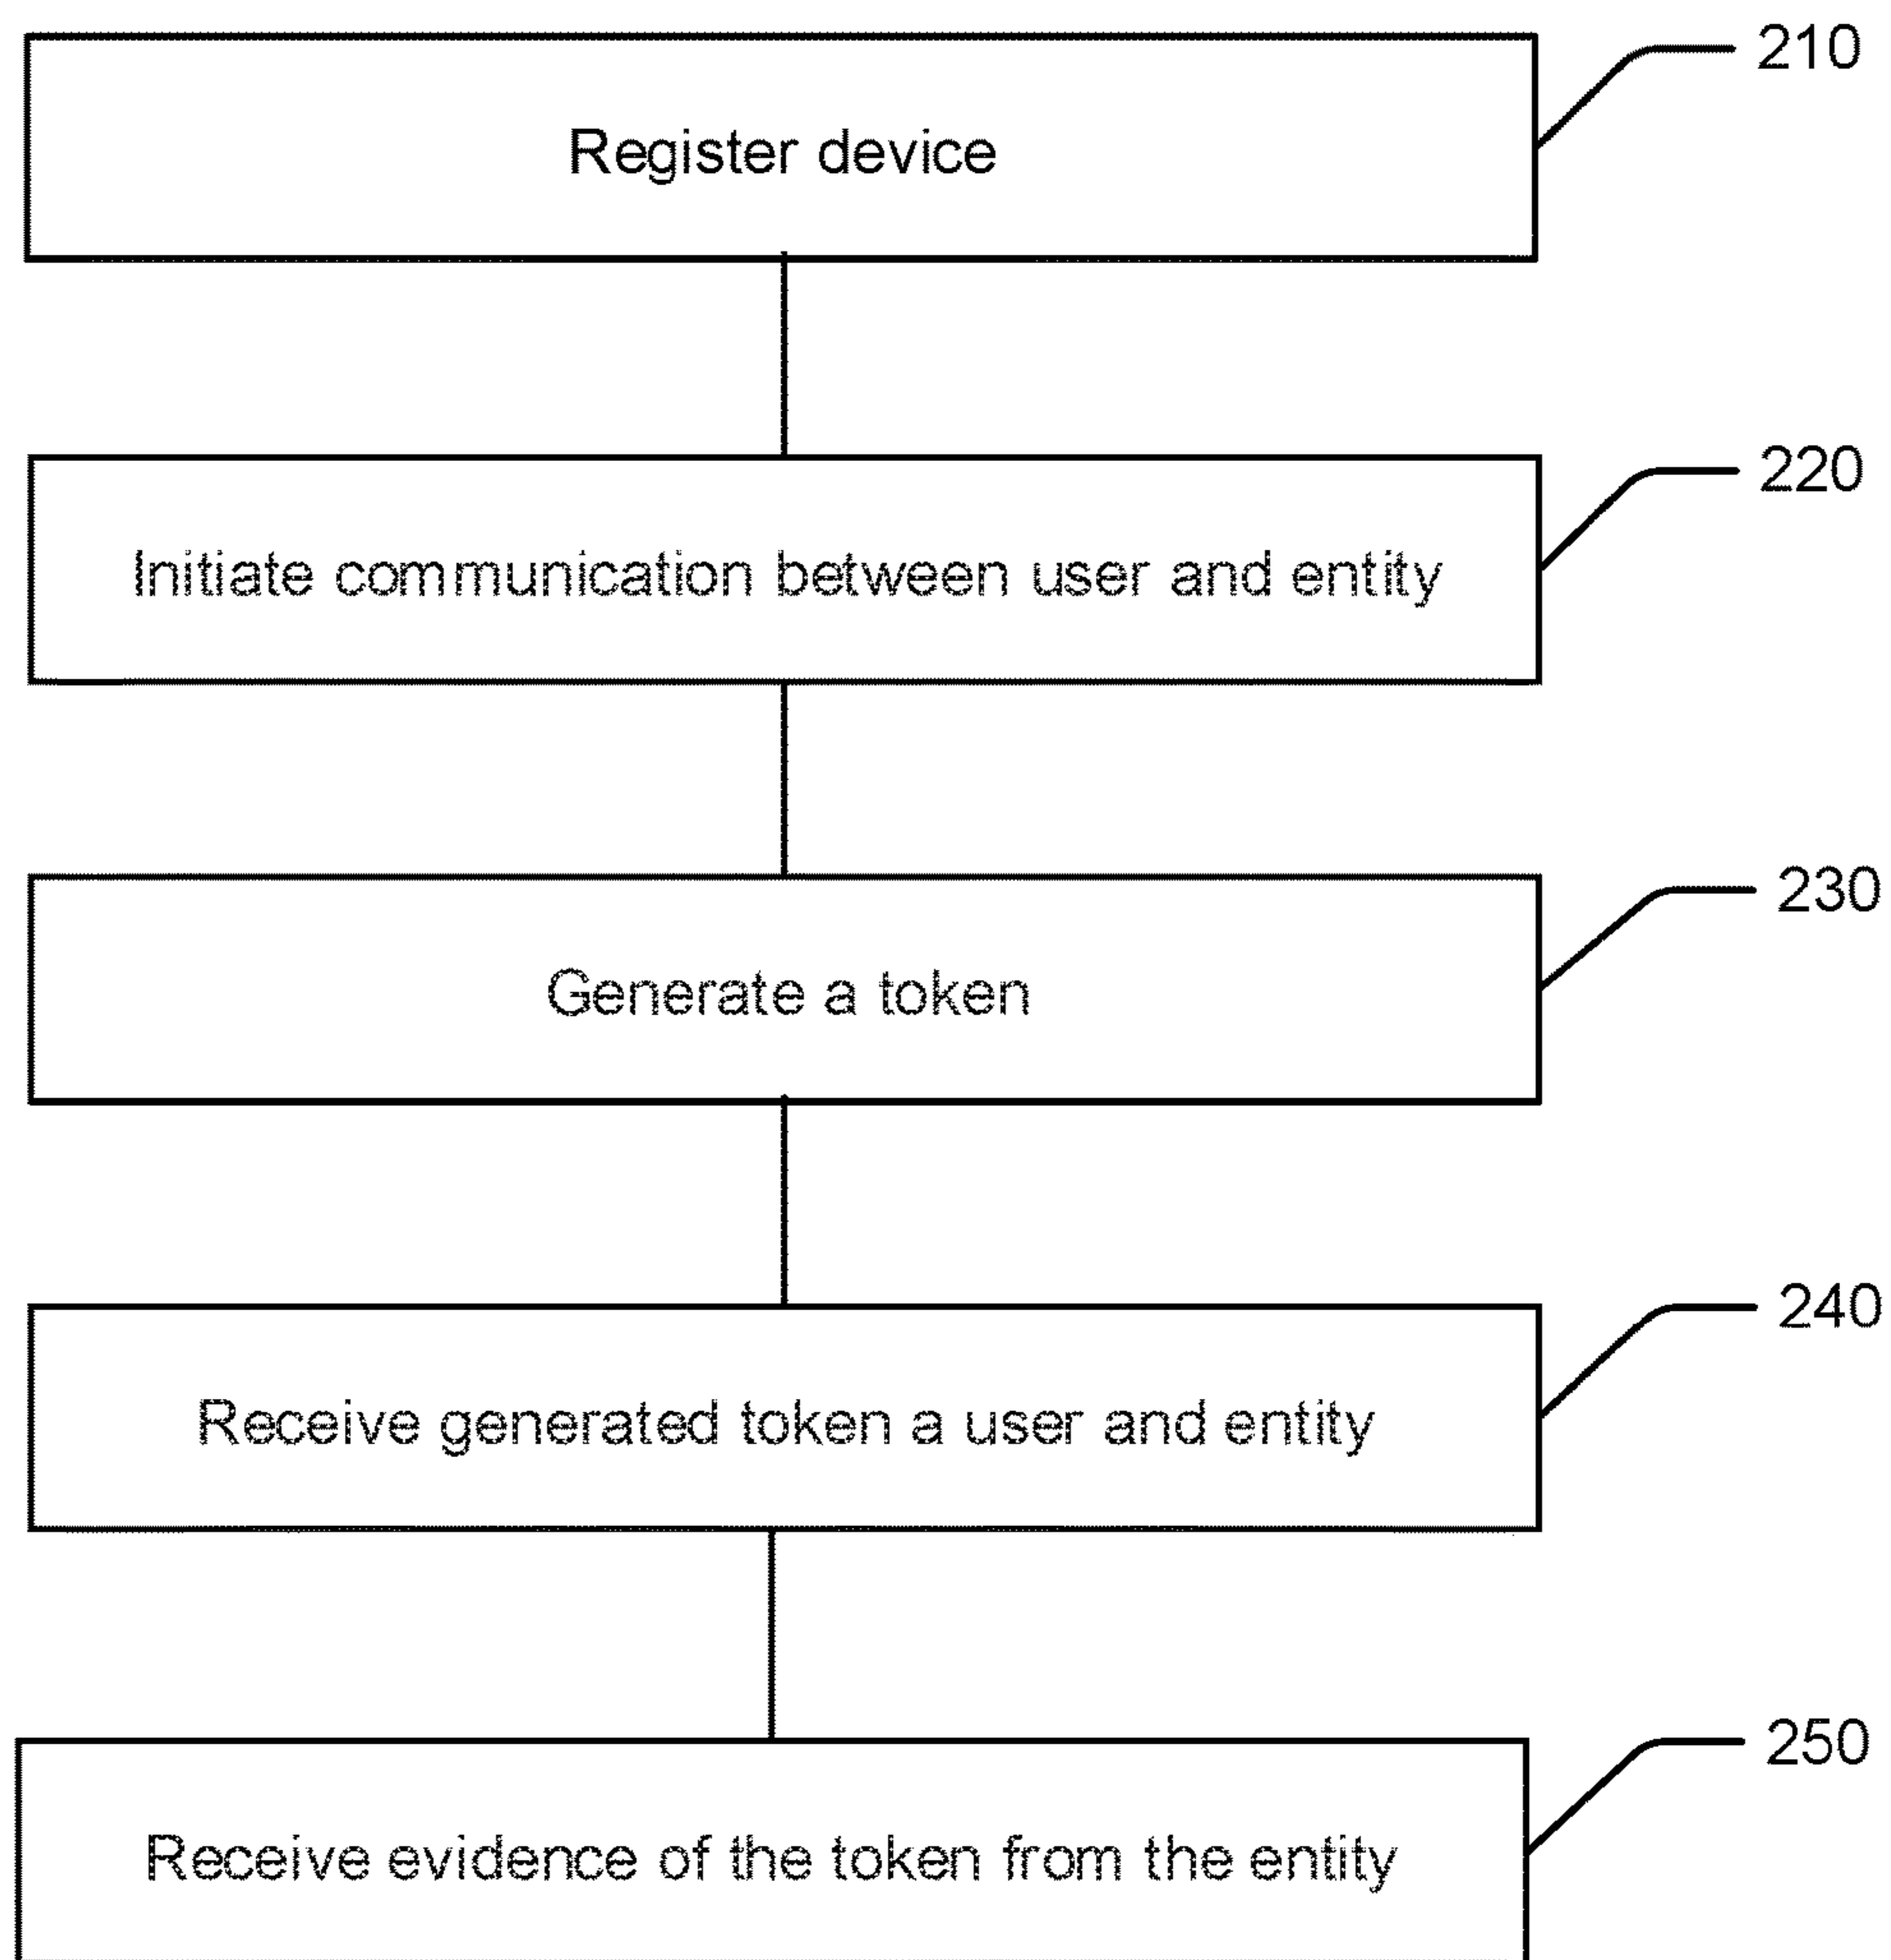 210
Register device
220
Initiate communication between user and entity
230
Generate a token
240
Receive generated token a user and entity
250
Receive evidence of the token from the entity